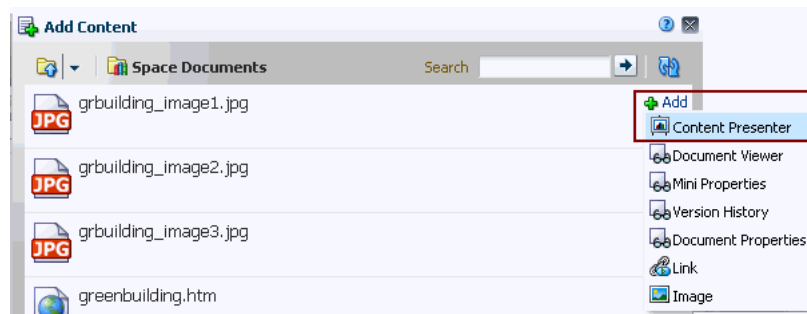 Add Content
Space Documents Search
grbuilding_image1.jpg
JPG
Add
Content Presenter
Document Viewer
grbuilding_image2.jpg
JPG
Mini Properties
Version History
grbuilding_image3.jpg
JPG
Document Properties
Link
greenbuilding.htm
Image